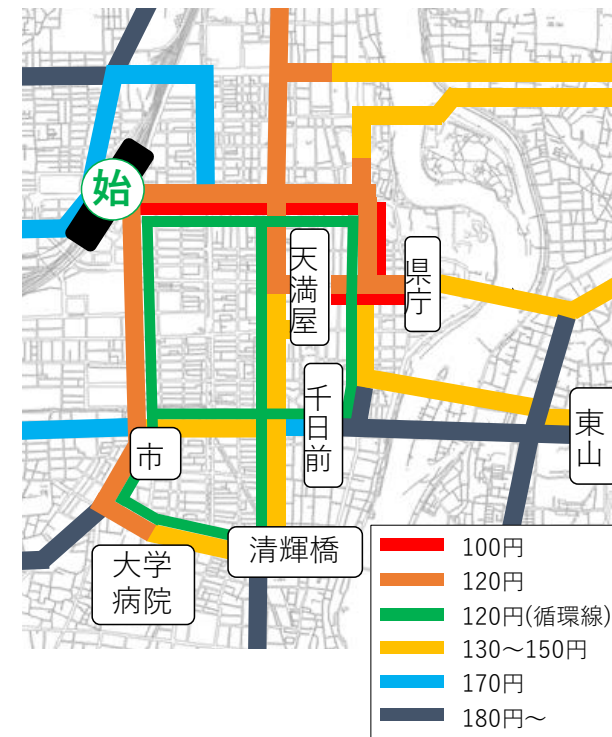 始
天満屋
県庁
千日前
東山
市
清輝橋
大学
病院
100円
120円
120円(循環線)
130～150円
170円
180円～